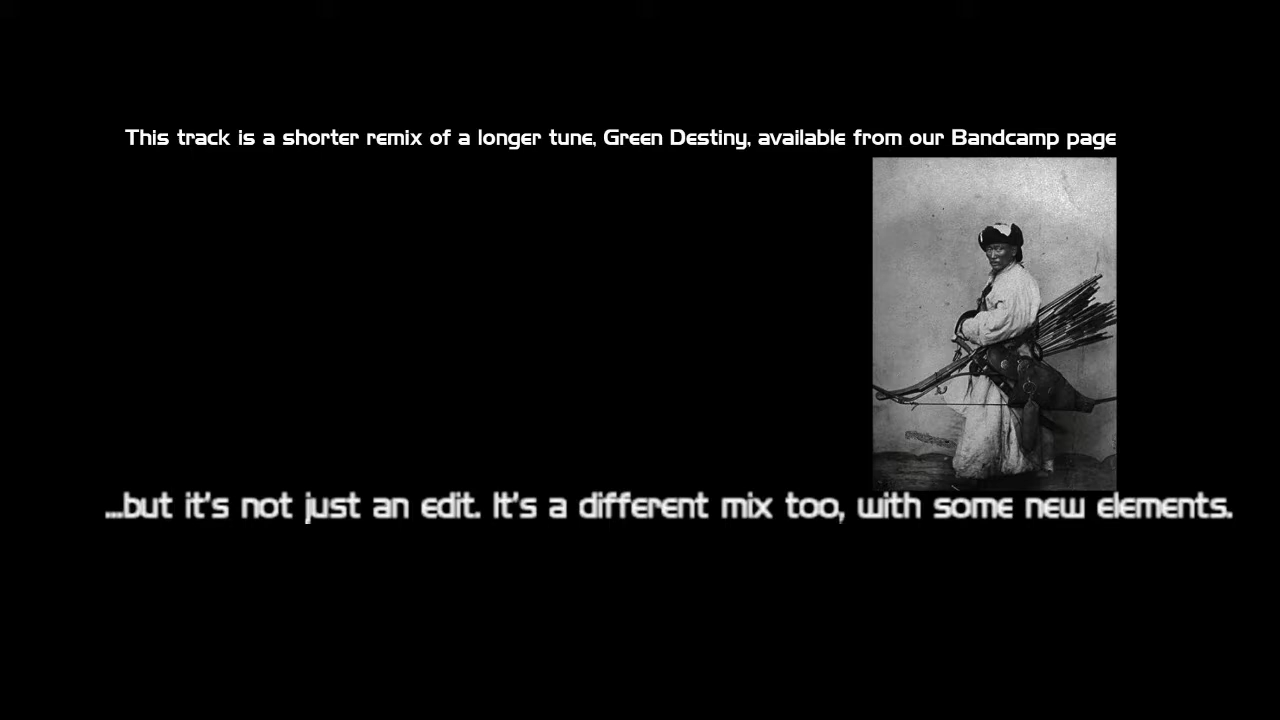 This track is a shorter remix of a longer tune, Green Destiny, available from our Bandcamp page
...but it's not just an edit. It's a different mix too, with some new elements.